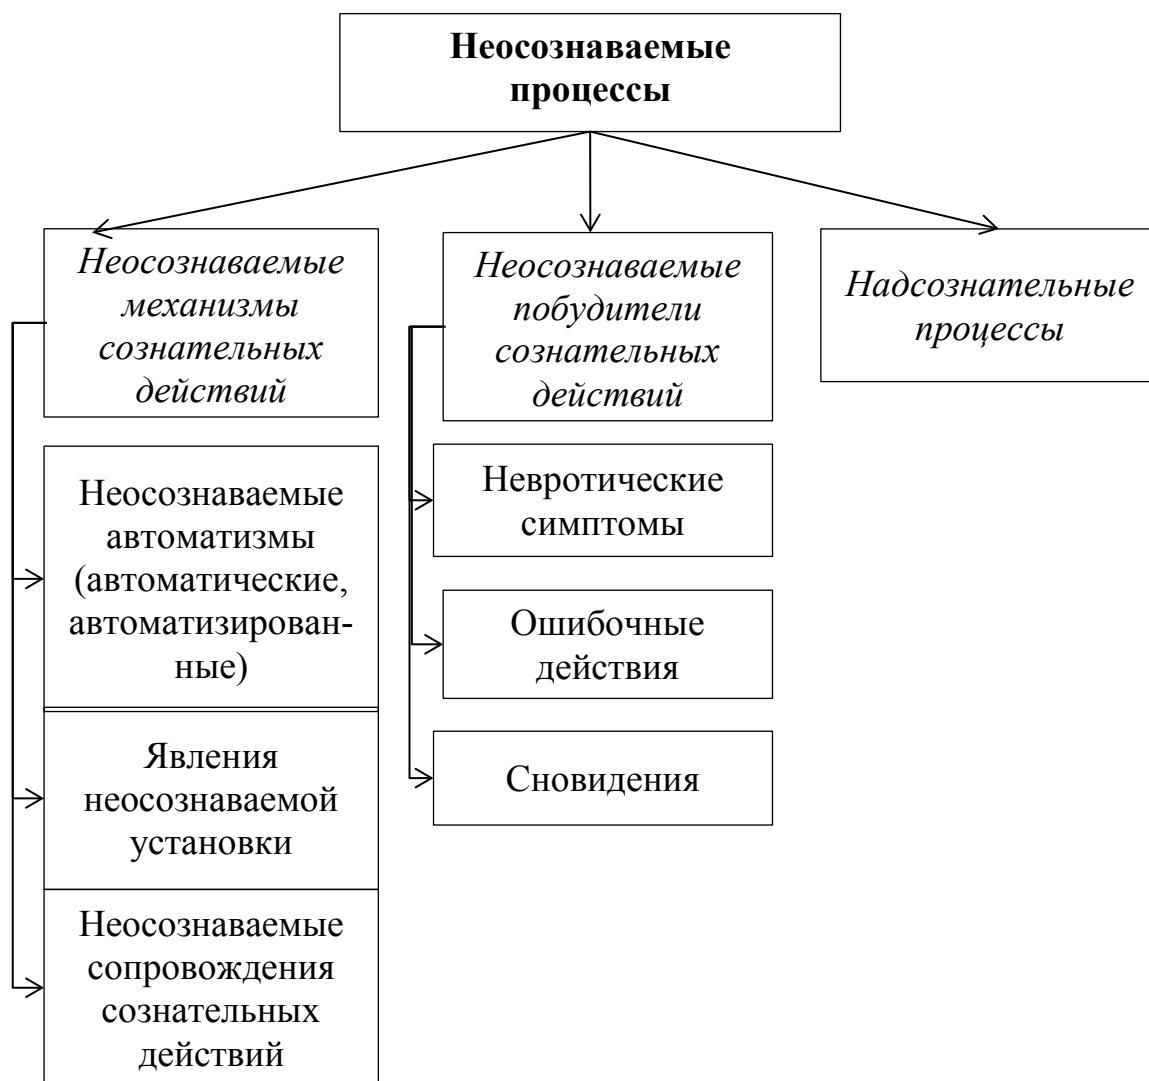 Неосознаваемые
процессы
Неосознаваемые
механизмы
сознательных
действий
Неосознаваемые
побудители
сознательных
действий
Надсознательные
процессы
Неосознаваемые
автоматизмы
(автоматические,
автоматизирован-
ные)
Явления
неосознаваемой
установки
Неосознаваемые
сопровождения
сознательных
действий
Невротические
симптомы
Ошибочные
действия
Сновидения